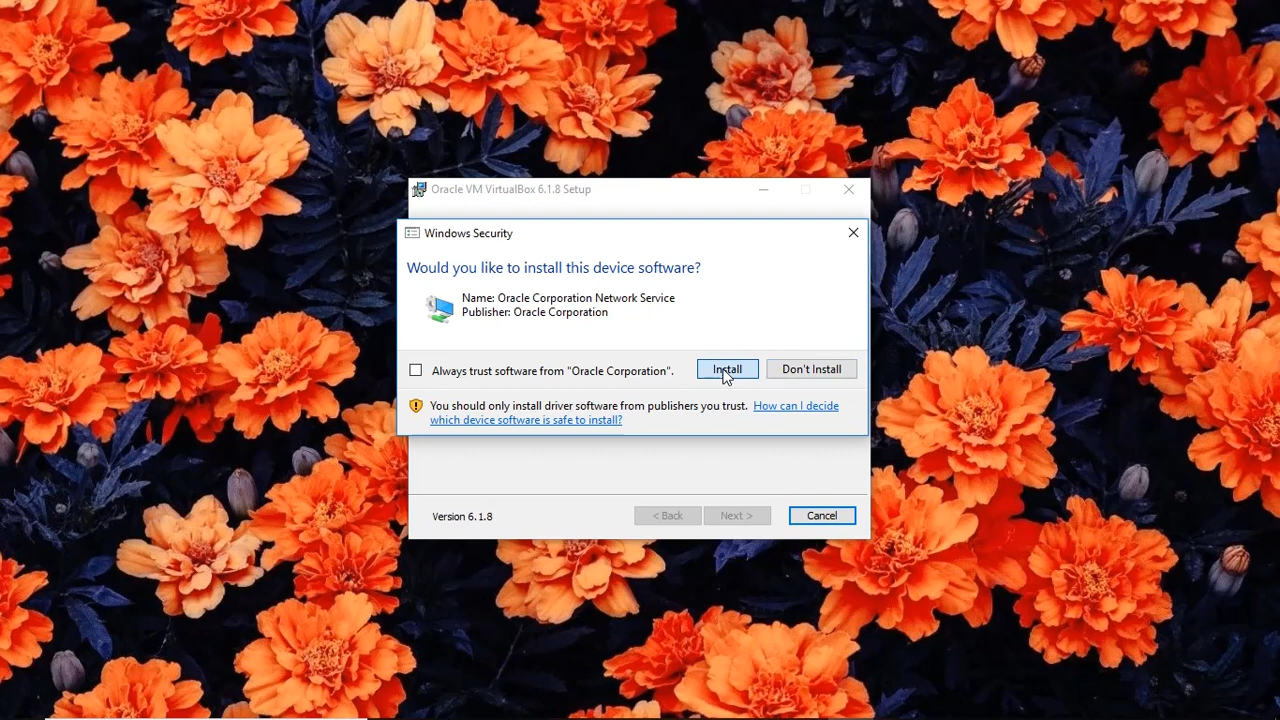 Oracle VM VirtualBox 6.1.8 Setup
Windows Security
Would you like to install this device software?
Name: Oracle Corporation Network Service
Publisher: Oracle Corporation
Always trust software from "Oracle Corporation".
Install
Don't Install
You should only install driver software from publishers you trust. How can I decide
which device software is safe to install?
Version 6.1.8
< Back
Next >
Cancel